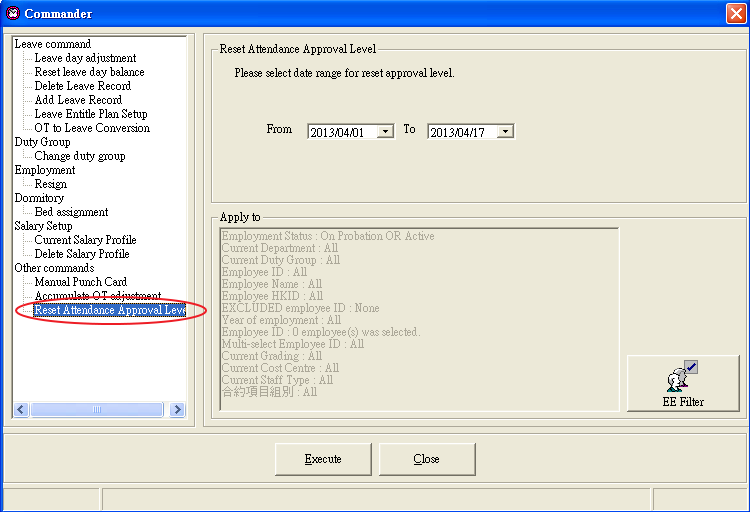 Commander
Leave command
Leave day adjustment
Reset leave day balance
Delete Leave Record
Add Leave Record
Leave Entitle Plan Setup
OT to Leave Conversion
Duty Group
Change duty group
Employment
Resign
Dormitory
Bed assignment
Salary Setup
Current Salary Profile
Delete Salary Profile
Other commands
Manual Punch Card
Accumulate OT adjustment
Reset Attendance Approval Leve
Reset Attendance Approval Level
Please select date range for reset approval level.
From 2013/04/01 To 2013/04/17
Apply to
Employment Status : On Probation OR Active
Current Department : All
Current Duty Group : All
Employee ID : All
Employee Name : All
Employee HKID : All
EXCLUDED employee ID : None
Year of employment : All
Employee ID : 0 employee(s) was selected.
Multi-select Employee ID : All
Current Grading : All
Current Cost Centre : All
Current Staff Type : All
合約項目組別 : All
EE Filter
Execute Close